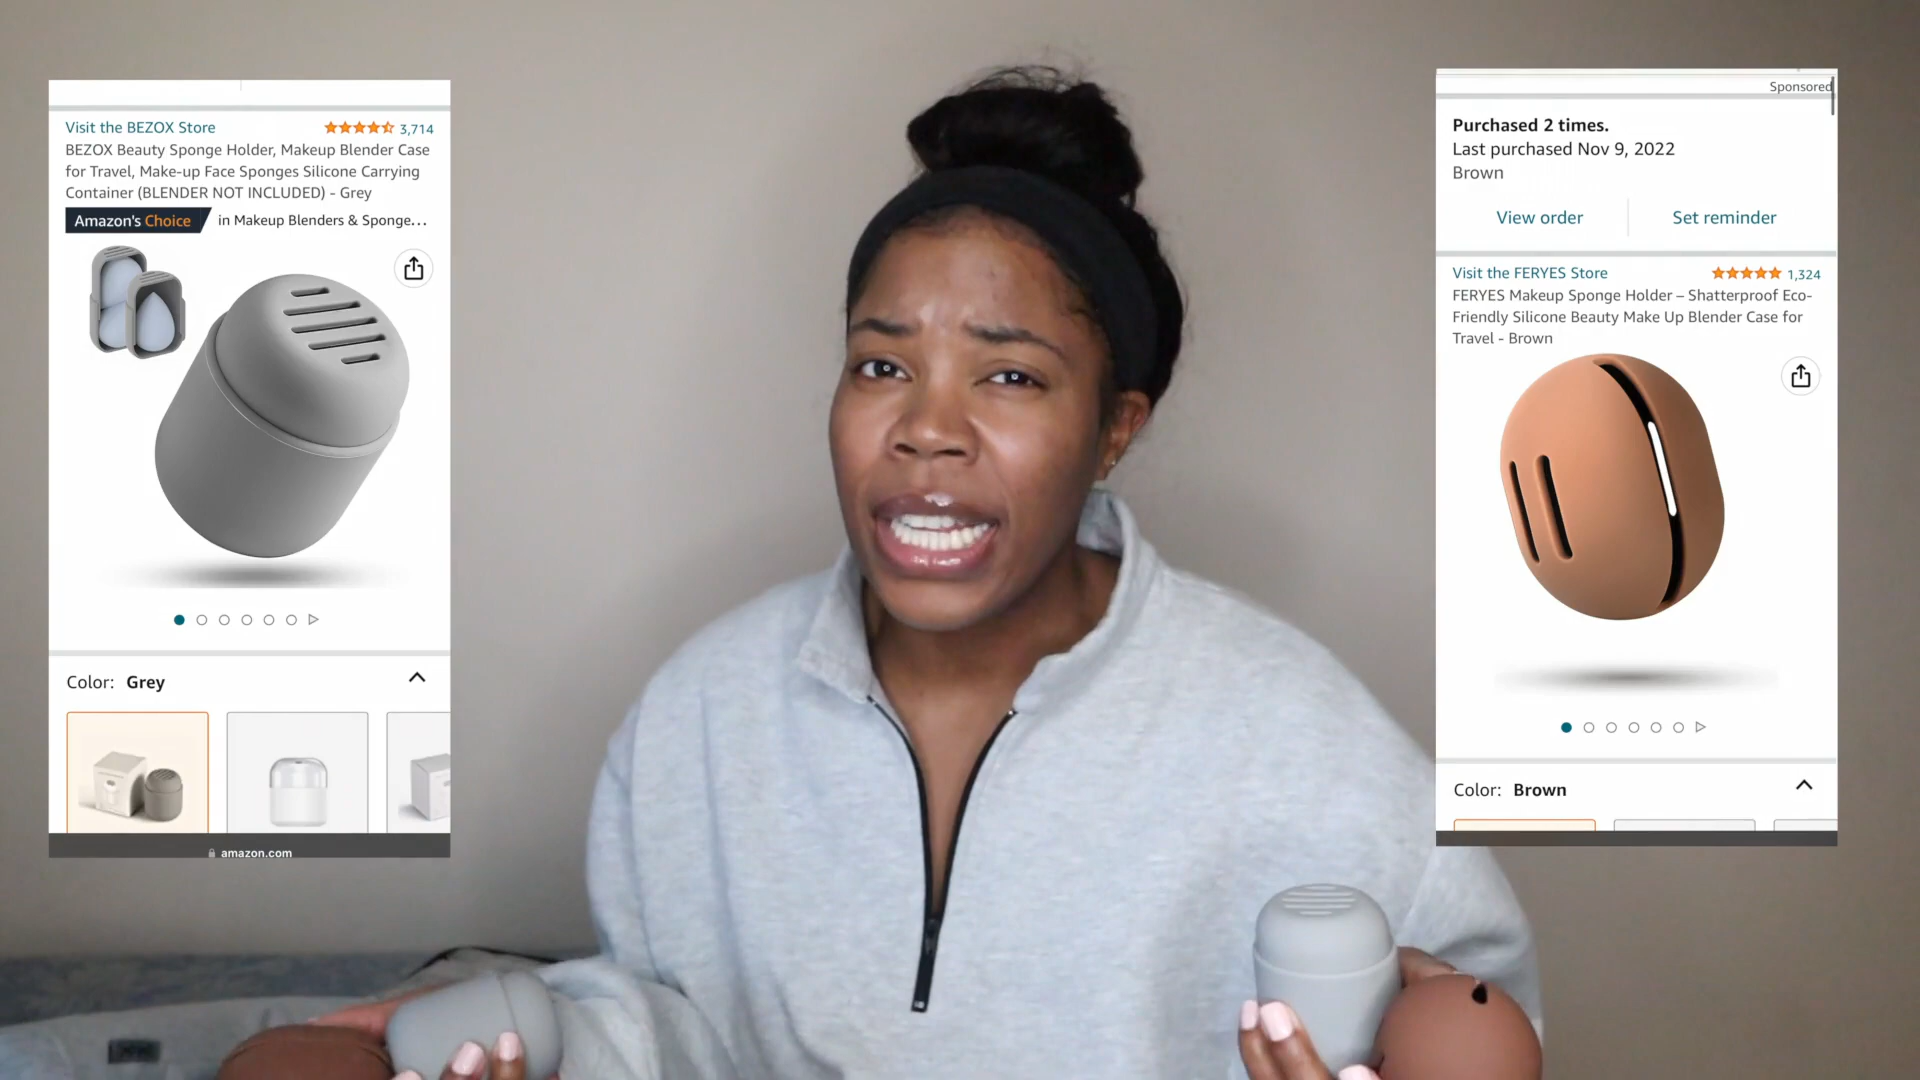 Visit the BEZOX Store 3,714
BEZOX Beauty Sponge Holder, Makeup Blender Case
for Travel, Make-up Face Sponges Silicone Carrying
Container (BLENDER NOT INCLUDED) - Grey
Amazon's Choice in Makeup Blenders & Sponge...
Color: Grey
amazon.com
Sponsored
Purchased 2 times.
Last purchased Nov 9, 2022
Brown
View order Set reminder
Visit the FERYES Store 1,324
FERYES Makeup Sponge Holder – Shatterproof Eco-
Friendly Silicone Beauty Make Up Blender Case for
Travel - Brown
Color: Brown